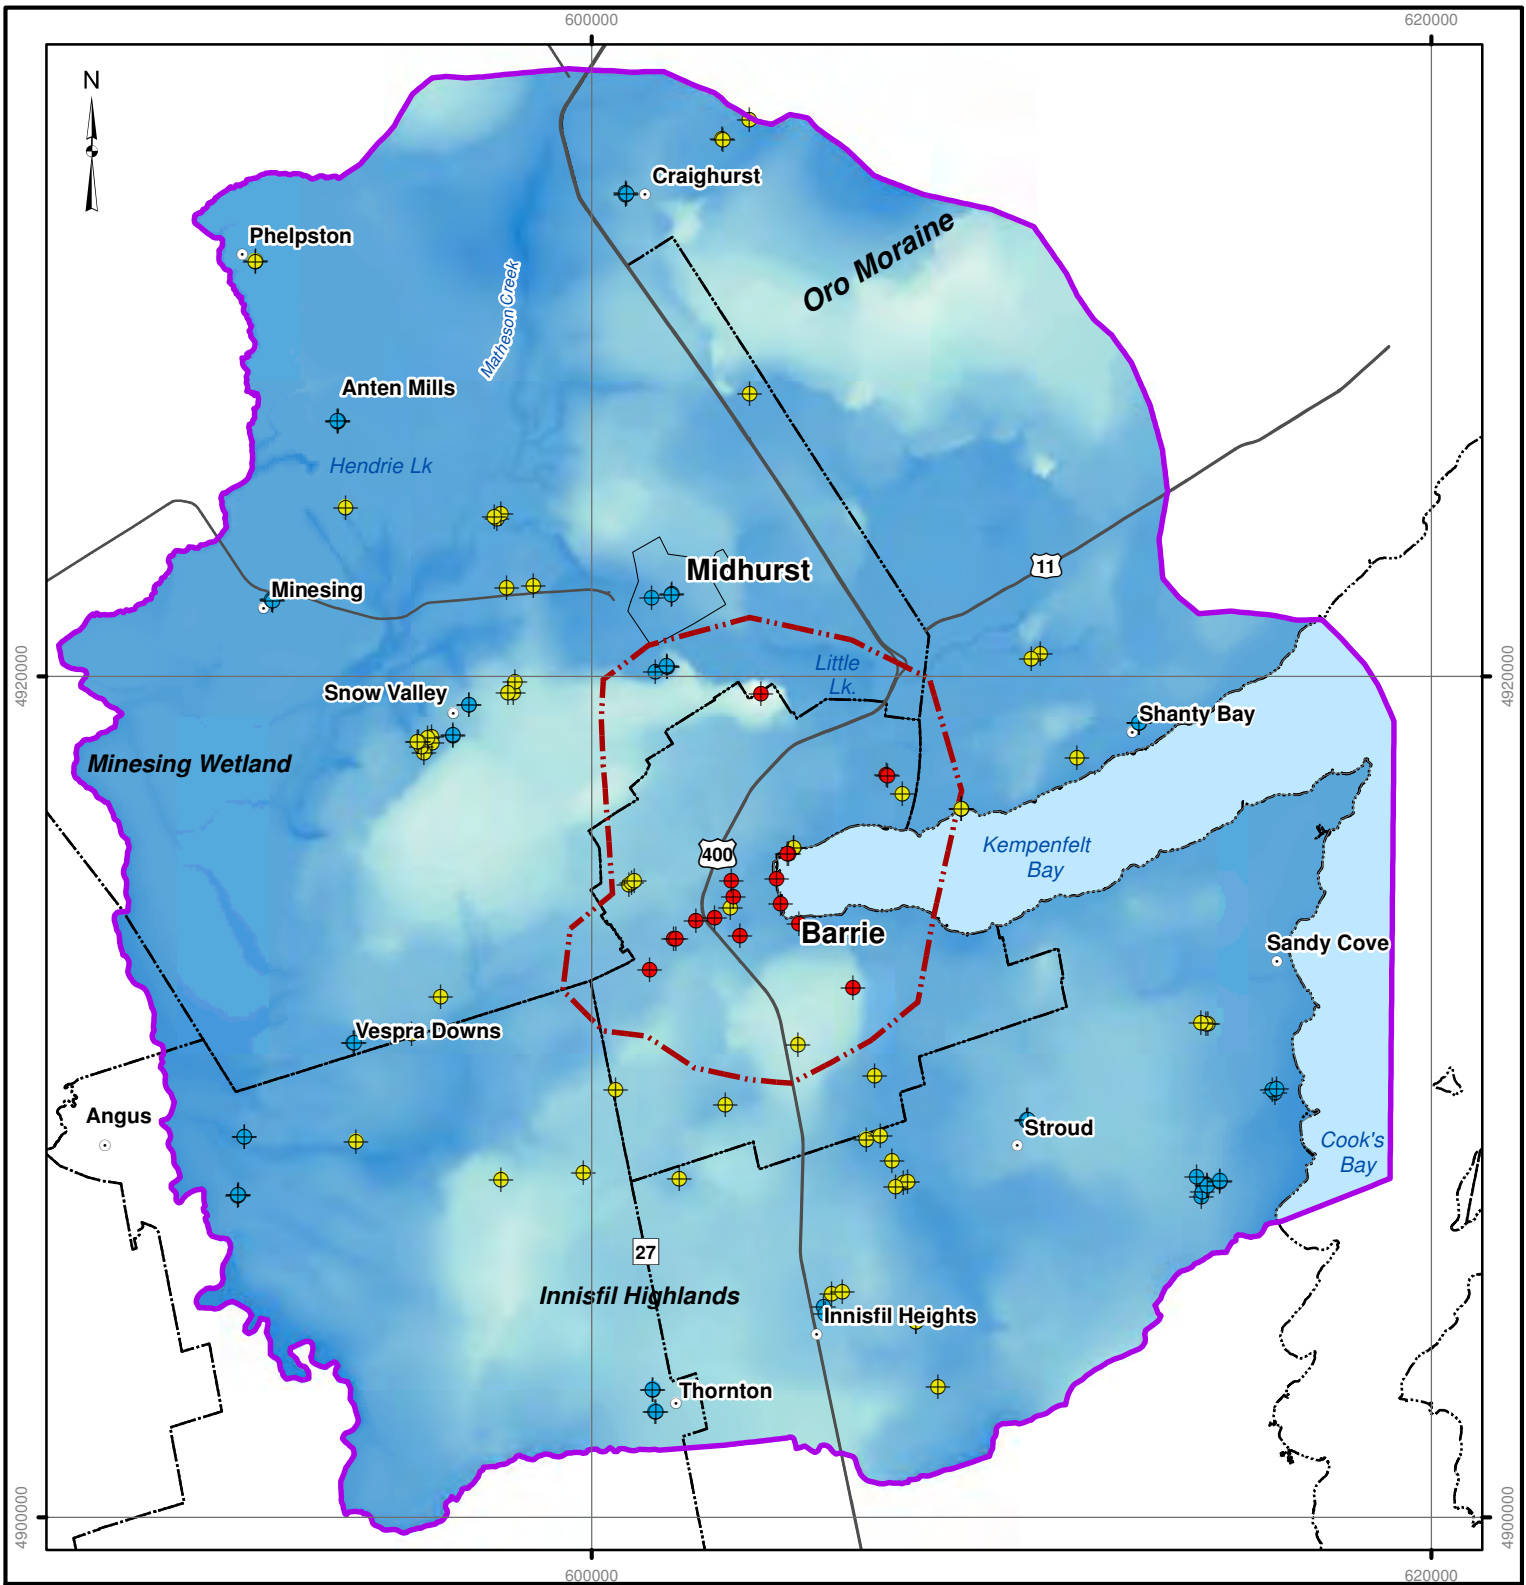 600000
620000
N
Craighurst
Phelpston
Oro Moraine
Matheson Creek
Anten Mills
Hendrie Lk
11
Midhurst
Minesing
4920000
4920000
Little
Lk.
Snow Valley
Shanty Bay
Minesing Wetland
400
Kempenfelt
Bay
Barrie
Sandy Cove
Vespra Downs
Angus
Stroud
Cook's
Bay
27
Innisfil Highlands
Innisfil Heights
Thornton
4900000
4900000
600000
620000